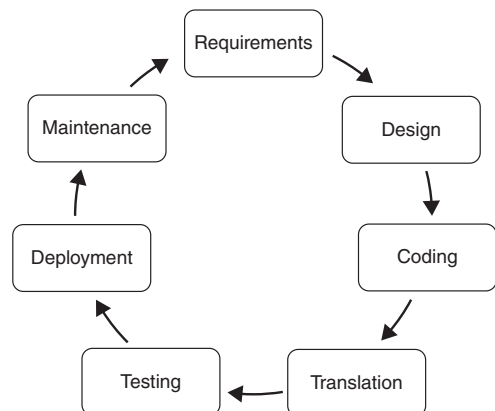 Requirements
Design
Coding
Translation
Testing
Deployment
Maintenance